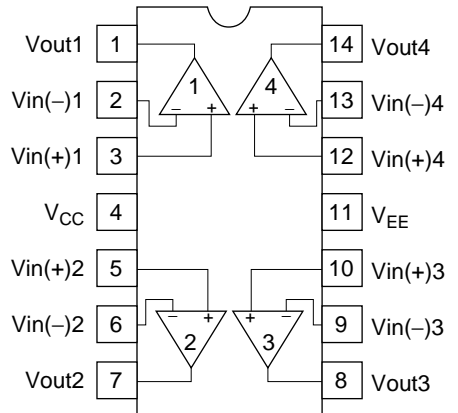 Vout1 1 14 Vout4
1 4
Vin(−)1 2 − + + − 13 Vin(−)4
Vin(+)1 3 12 Vin(+)4
VCC 4 11 VEE
Vin(+)2 5 10 Vin(+)3
Vin(−)2 6 − + + − 9 Vin(−)3
2 3
Vout2 7 8 Vout3